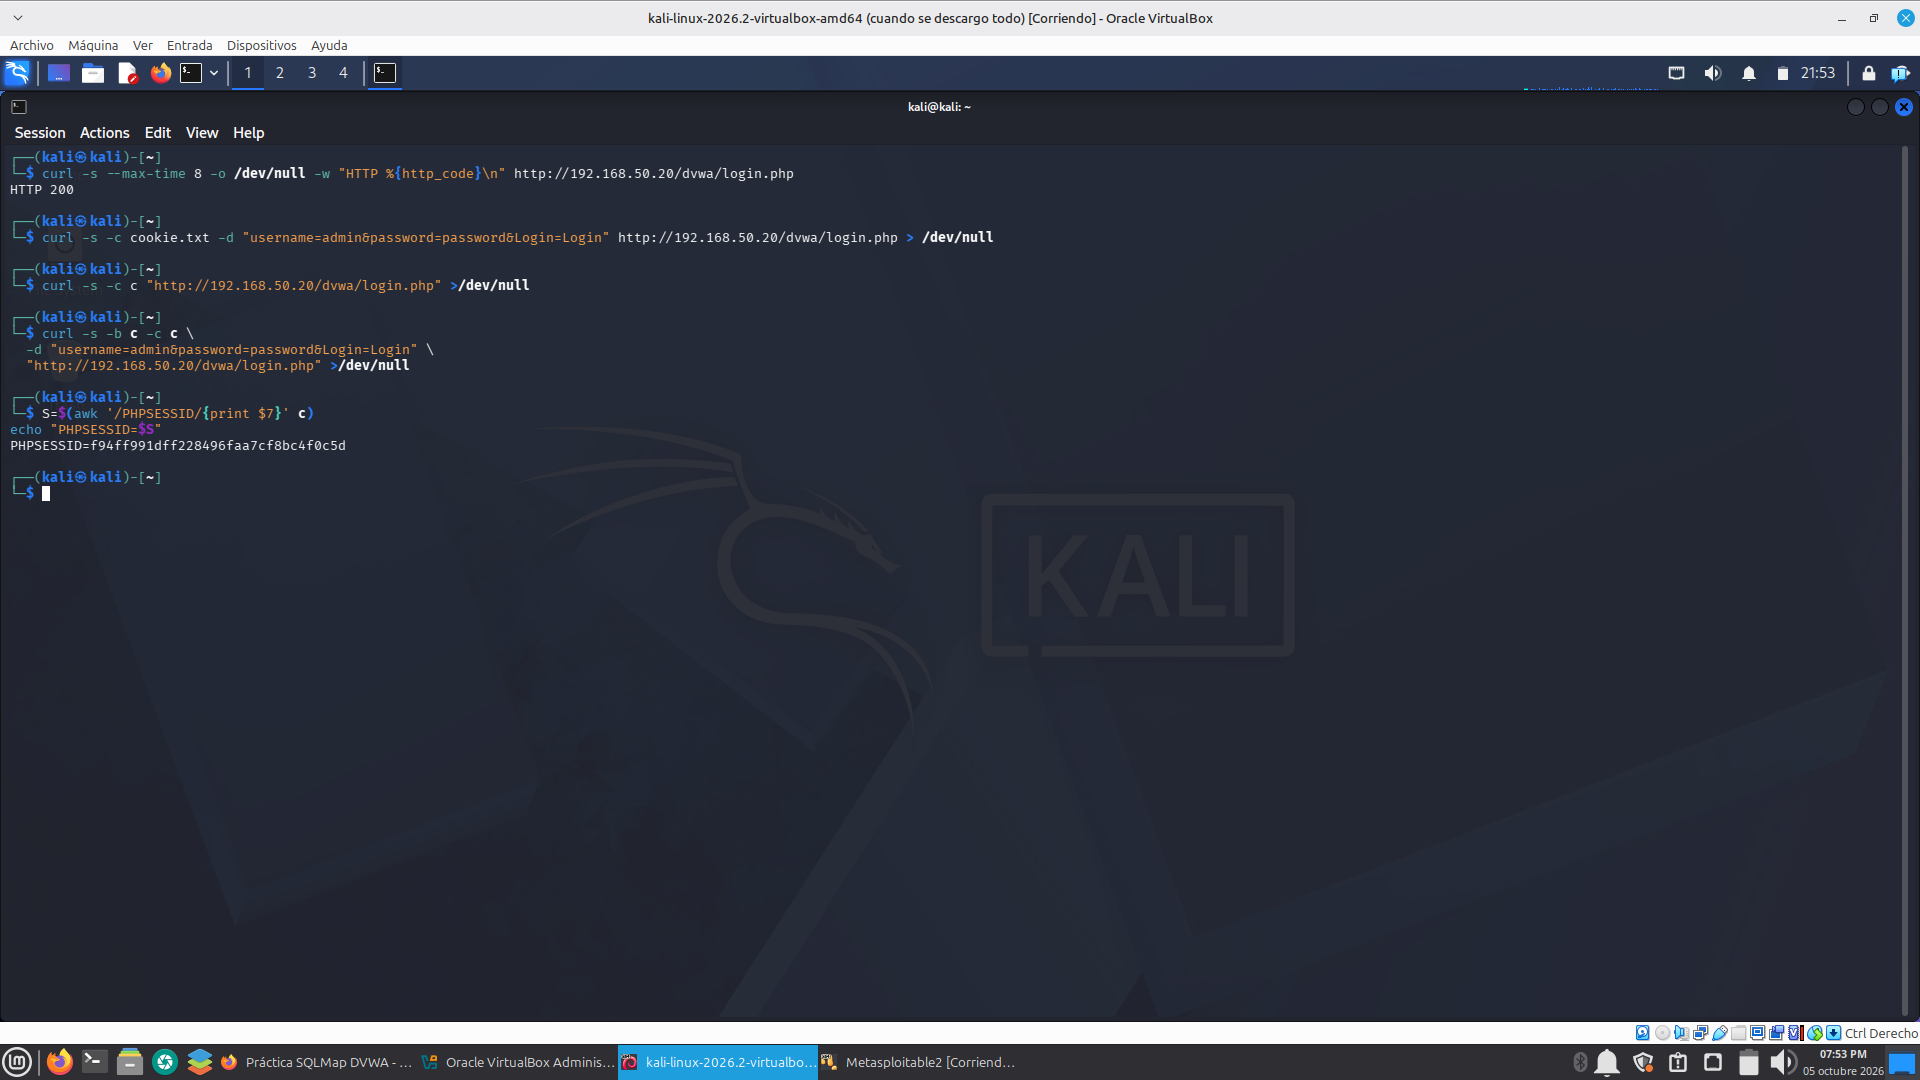 kali-linux-2026.2-virtualbox-amd64 (cuando se descargo todo) [Corriendo] - Oracle VirtualBox
Archivo Máquina Ver Entrada Dispositivos Ayuda
1 2 3 4 21:53
kali@kali: ~
Session Actions Edit View Help
┌──(kali㉿kali)-[~]
└─$ curl -s --max-time 8 -o /dev/null -w "HTTP %{http_code}\n" http://192.168.50.20/dvwa/login.php
HTTP 200
┌──(kali㉿kali)-[~]
└─$ curl -s -c cookie.txt -d "username=admin&password=password&Login=Login" http://192.168.50.20/dvwa/login.php > /dev/null
┌──(kali㉿kali)-[~]
└─$ curl -s -c c "http://192.168.50.20/dvwa/login.php" >/dev/null
┌──(kali㉿kali)-[~]
└─$ curl -s -b c -c c \
-d "username=admin&password=password&Login=Login" \
"http://192.168.50.20/dvwa/login.php" >/dev/null
┌──(kali㉿kali)-[~]
└─$ S=$(awk '/PHPSESSID/{print $7}' c)
echo "PHPSESSID=$S"
PHPSESSID=f94ff991dff228496faa7cf8bc4f0c5d
┌──(kali㉿kali)-[~]
└─$
KALI
Ctrl Derecho
Práctica SQLMap DVWA - ...
Oracle VirtualBox Adminis...
kali-linux-2026.2-virtualbo...
Metasploitable2 [Corriend...
07:53 PM
05 octubre 2026